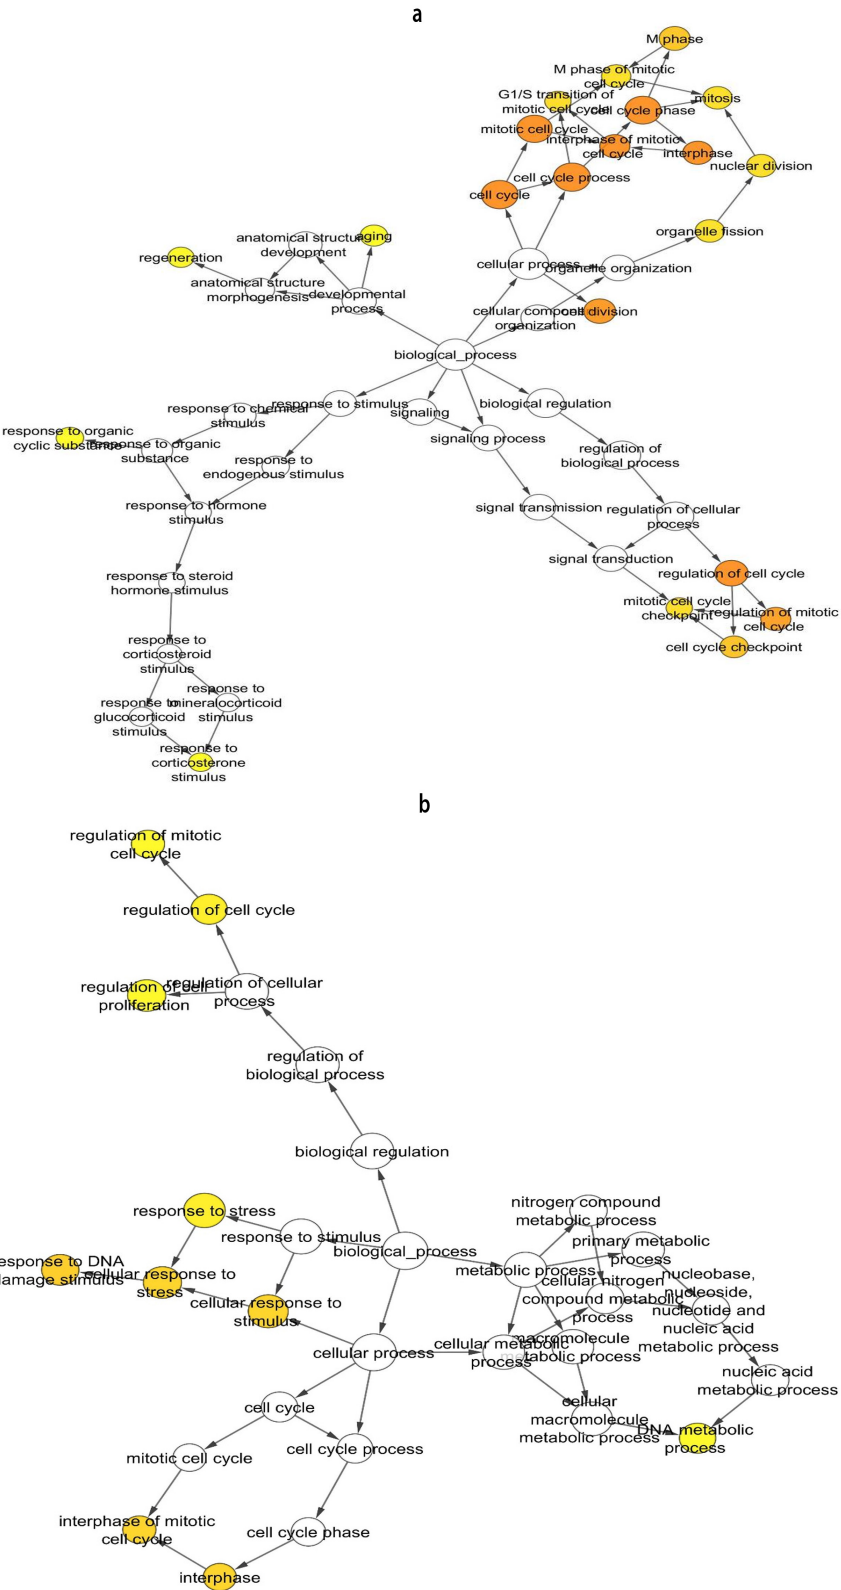 a
M phase
M phase of mitotic
cell cycle
G1/S transition of
mitotic cell cycle
cell cycle phase
mitosis
mitotic cell cycle
interphase of mitotic
cell cycle
interphase
nuclear division
cell cycle process
cell cycle
organelle fission
anatomical structure
development
aging
regeneration
cellular process
organelle organization
anatomical structure
morphogenesis
developmental
process
cellular component
organization
cell division
biological_process
response to chemical
stimulus
response to stimulus
signaling
biological regulation
response to organic
cyclic substance
response to organic
substance
signaling process
response to
endogenous stimulus
regulation of
biological process
response to hormone
stimulus
signal transmission
regulation of cellular
process
signal transduction
regulation of cell cycle
response to steroid
hormone stimulus
mitotic cell cycle
checkpoint
regulation of mitotic
cell cycle
cell cycle checkpoint
response to
corticosteroid
stimulus
response to
mineralocorticoid
stimulus
response to
glucocorticoid
stimulus
response to
corticosterone
stimulus
b
regulation of mitotic
cell cycle
regulation of cell cycle
regulation of cell
proliferation
regulation of cellular
process
regulation of
biological process
biological regulation
response to stress
response to stimulus
biological_process
nitrogen compound
metabolic process
primary metabolic
process
response to DNA
damage stimulus
cellular response to
stress
metabolic process
cellular nitrogen
compound metabolic
process
nucleobase,
nucleoside,
nucleotide and
nucleic acid
metabolic process
cellular response to
stimulus
cellular process
cellular metabolic
process
macromolecule
metabolic process
nucleic acid
metabolic process
cell cycle
cellular
macromolecule
metabolic process
DNA metabolic
process
mitotic cell cycle
cell cycle process
interphase of mitotic
cell cycle
cell cycle phase
interphase